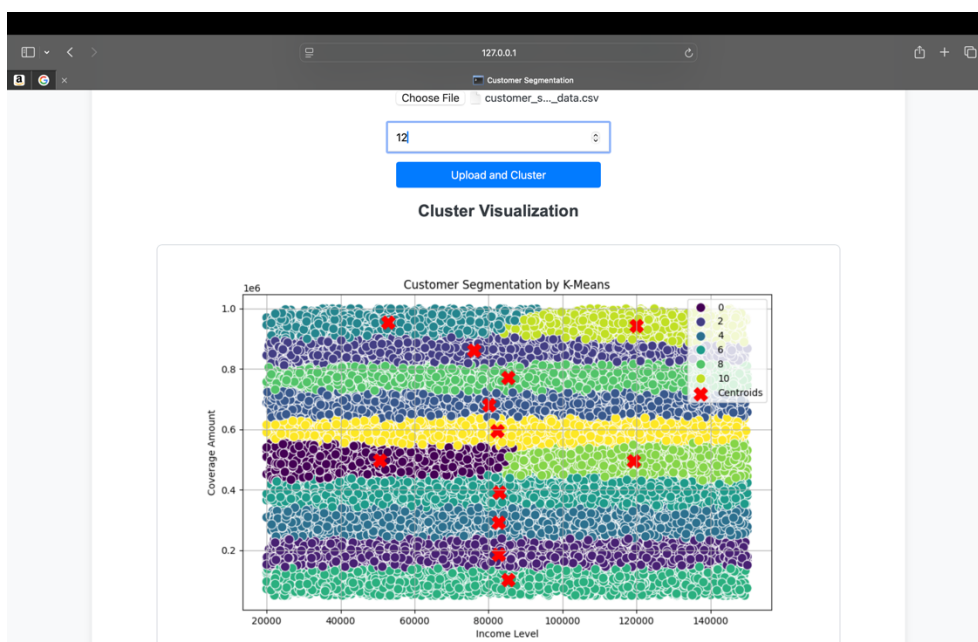 127.0.0.1
a
G
Customer Segmentation
Choose File customer_s..._data.csv
12
Upload and Cluster
Cluster Visualization
Customer Segmentation by K-Means
1e6
1.0
0.8
0.6
0.4
0.2
Coverage Amount
0
2
4
6
8
10
Centroids
20000 40000 60000 80000 100000 120000 140000
Income Level